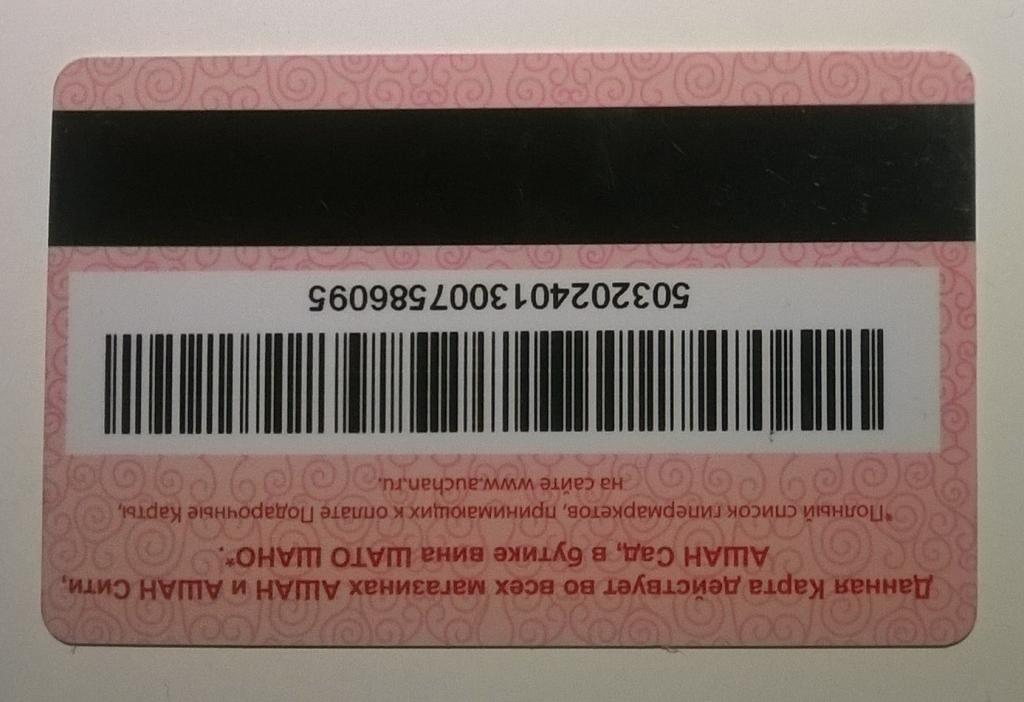 Данная Карта действует во всех магазинах АШАН и АШАН Сити,
АШАН Сад, в бутике вина ШАТО ШАНО*.
*Полный список гипермаркетов, принимающих к оплате Подарочные Карты,
на сайте www.auchan.ru.
5032024013007586095